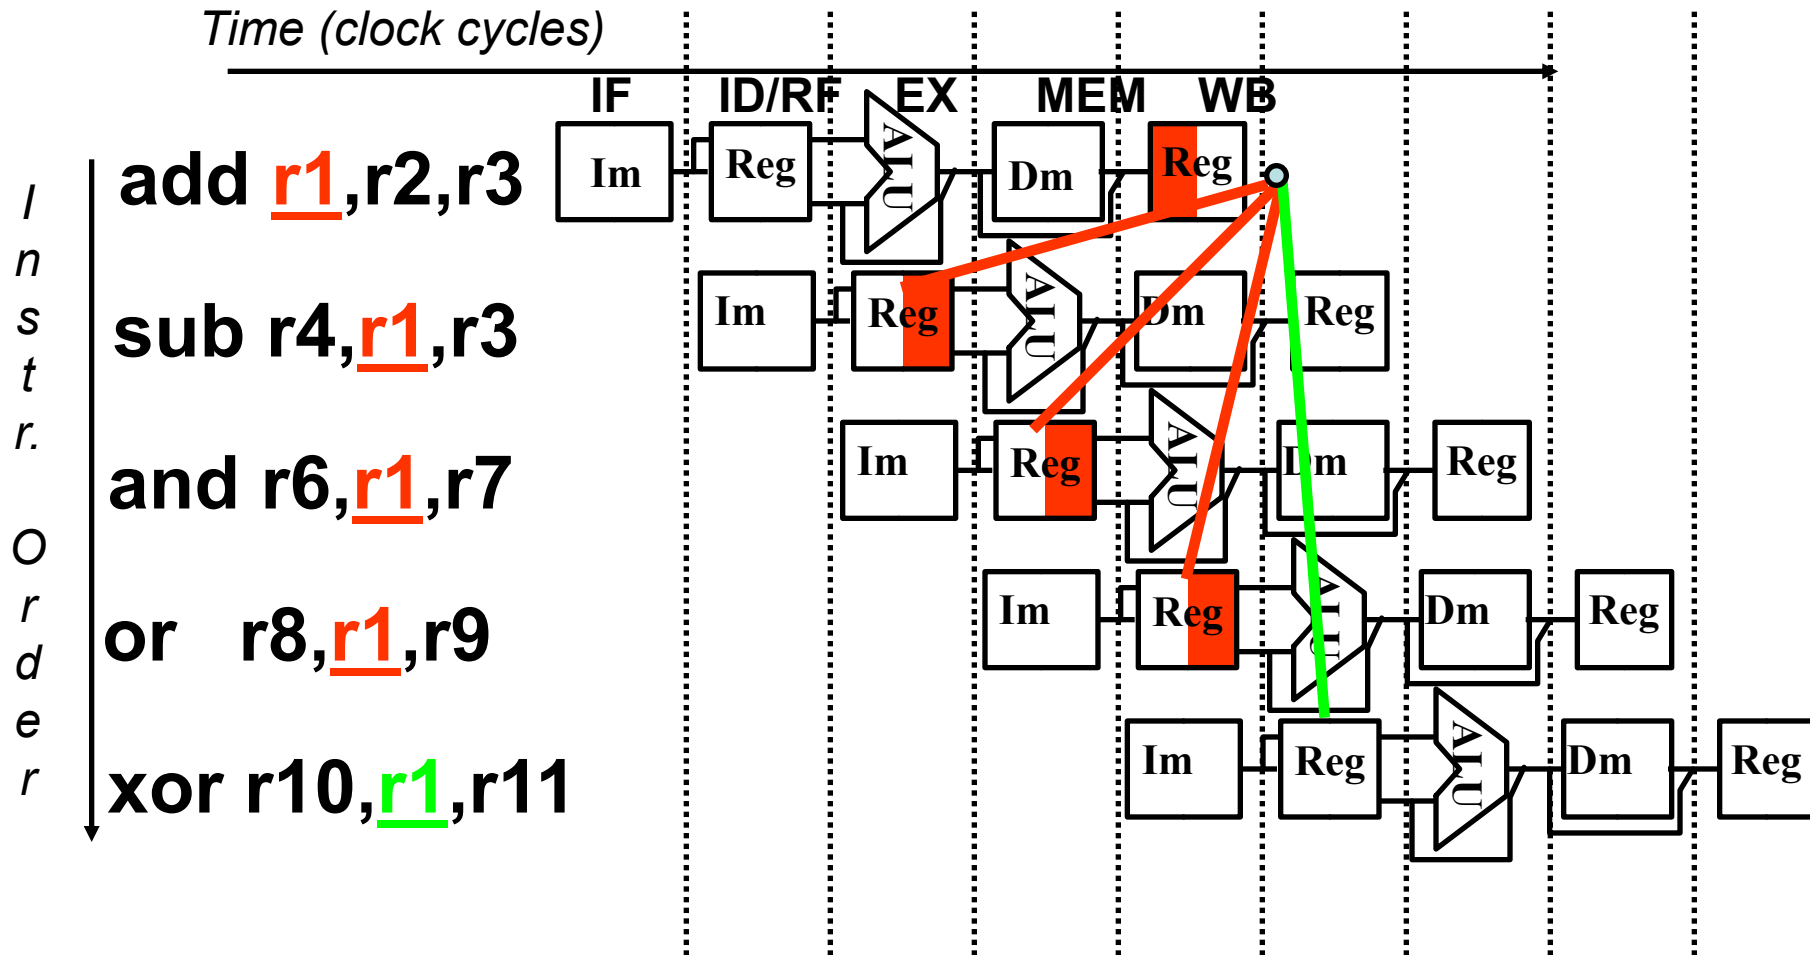 Time (clock cycles)
IF ID/RF EX MEM WB
Instr. Order
add r1,r2,r3
Im Reg ALU Dm Reg
sub r4,r1,r3
Im Reg ALU Dm Reg
and r6,r1,r7
Im Reg ALU Dm Reg
or r8,r1,r9
Im Reg ALU Dm Reg
xor r10,r1,r11
Im Reg ALU Dm Reg